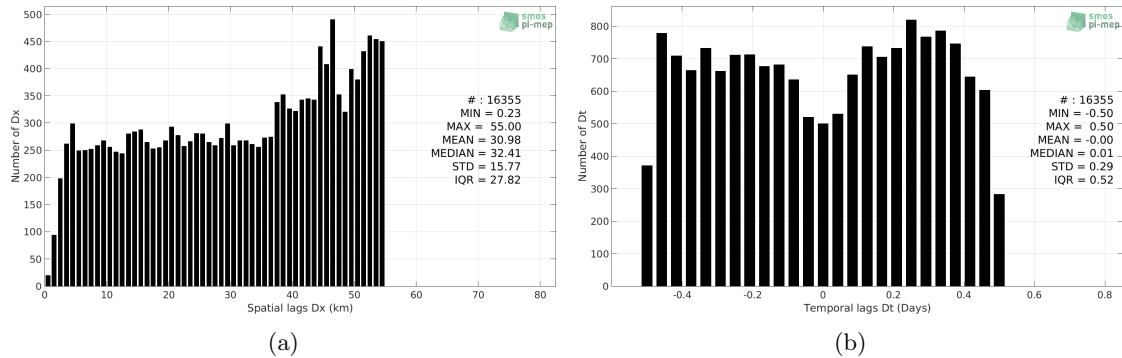 smos
pi-mep
500
450
400
350
300
250
200
150
100
50
0
Number of Dx
# : 16355
MIN = 0.23
MAX = 55.00
MEAN = 30.98
MEDIAN = 32.41
STD = 15.77
IQR = 27.82
0 10 20 30 40 50 60 70 80
Spatial lags Dx (km)
(a)
smos
pi-mep
800
700
600
500
400
300
200
100
0
Number of Dt
# : 16355
MIN = -0.50
MAX = 0.50
MEAN = -0.00
MEDIAN = 0.01
STD = 0.29
IQR = 0.52
-0.4 -0.2 0 0.2 0.4 0.6 0.8
Temporal lags Dt (Days)
(b)